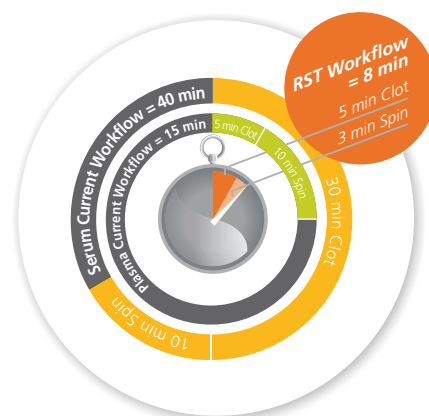 RST Workflow
= 8 min
5 min Clot
3 min Spin
Serum Current Workflow = 40 min
30 min Clot
10 min Spin
Plasma Current Workflow = 15 min
5 min Clot
10 min Spin